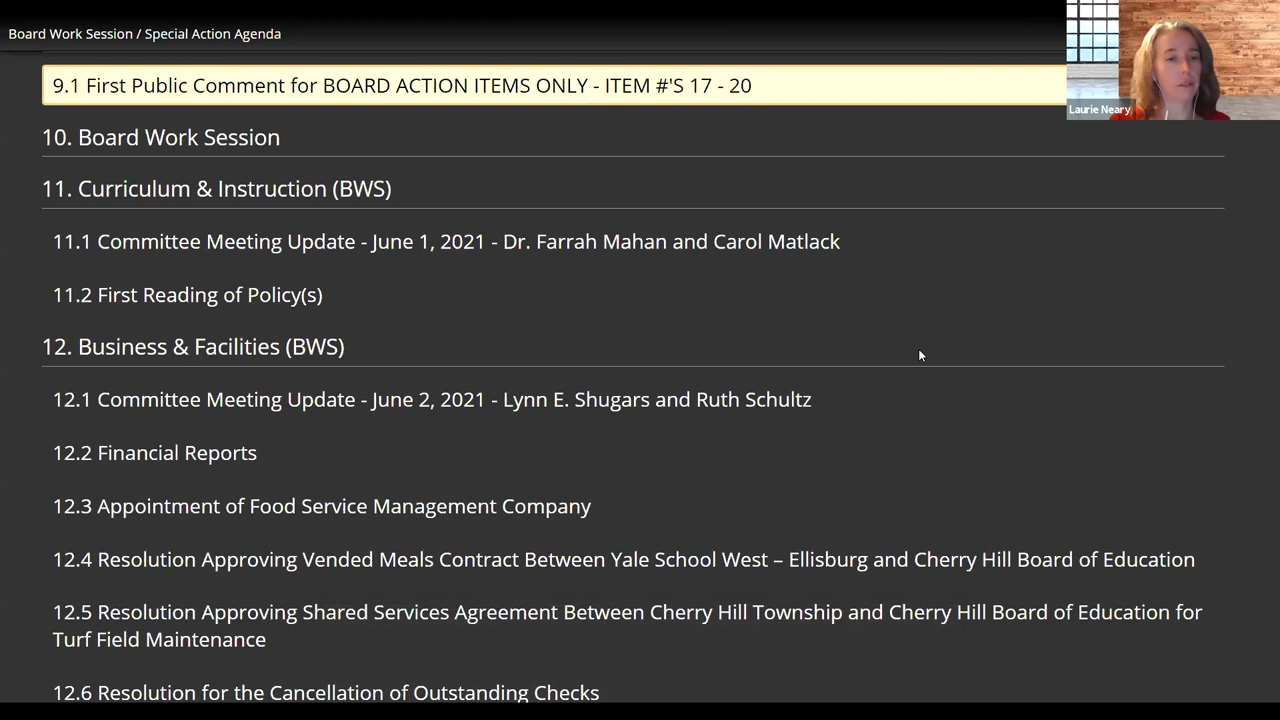 Board Work Session / Special Action Agenda
Laurie Neary
9.1 First Public Comment for BOARD ACTION ITEMS ONLY - ITEM #'S 17 - 20
10. Board Work Session
11. Curriculum & Instruction (BWS)
11.1 Committee Meeting Update - June 1, 2021 - Dr. Farrah Mahan and Carol Matlack
11.2 First Reading of Policy(s)
12. Business & Facilities (BWS)
12.1 Committee Meeting Update - June 2, 2021 - Lynn E. Shugars and Ruth Schultz
12.2 Financial Reports
12.3 Appointment of Food Service Management Company
12.4 Resolution Approving Vended Meals Contract Between Yale School West – Ellisburg and Cherry Hill Board of Education
12.5 Resolution Approving Shared Services Agreement Between Cherry Hill Township and Cherry Hill Board of Education for
Turf Field Maintenance
12.6 Resolution for the Cancellation of Outstanding Checks